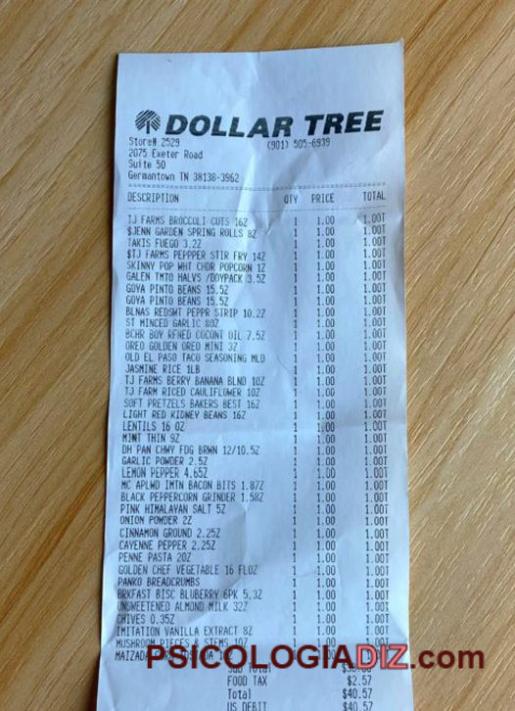 DOLLAR TREE
Store# 2529 (901) 505-6939
2075 Exeter Road
Suite 50
Germantown TN 38138-3962
DESCRIPTION QTY PRICE TOTAL
TJ FARMS BROCCOLI CUTS 16Z 1 1.00 1.00T
$JENN GARDEN SPRING ROLLS 8Z 1 1.00 1.00T
TAKIS FUEGO 3.2Z 1 1.00 1.00T
$TJ FARMS PEPPPER STIR FRY 14Z 1 1.00 1.00T
SKINNY POP WHT CHDR POPCORN 1Z 1 1.00 1.00T
GALEN TMTO HALVS /DOYPACK 3.5Z 1 1.00 1.00T
GOYA PINTO BEANS 15.5Z 1 1.00 1.00T
GOYA PINTO BEANS 15.5Z 1 1.00 1.00T
BLNAS REDSWT PEPPR STRIP 10.2Z 1 1.00 1.00T
ST MINCED GARLIC 8OZ 1 1.00 1.00T
BCHR BOY RFNED COCONT OIL 7.5Z 1 1.00 1.00T
OREO GOLDEN OREO MINI 3Z 1 1.00 1.00T
OLD EL PASO TACO SEASONING MLD 1 1.00 1.00T
JASMINE RICE 1LB 1 1.00 1.00T
TJ FARMS BERRY BANANA BLND 10Z 1 1.00 1.00T
TJ FARM RICED CAULIFLOWER 10Z 1 1.00 1.00T
SOFT PRETZELS BAKERS BEST 16Z 1 1.00 1.00T
LIGHT RED KIDNEY BEANS 16Z 1 1.00 1.00T
LENTILS 16 OZ 1 1.00 1.00T
MINT THIN 9Z 1 1.00 1.00T
DH PAN CHWY FDG BRWN 12/10.5Z 1 1.00 1.00T
GARLIC POWDER 2.5Z 1 1.00 1.00T
LEMON PEPPER 4.65Z 1 1.00 1.00T
MC APLWD IMTN BACON BITS 1.87Z 1 1.00 1.00T
BLACK PEPPERCORN GRINDER 1.58Z 1 1.00 1.00T
PINK HIMALAYAN SALT 5Z 1 1.00 1.00T
ONION POWDER 2Z 1 1.00 1.00T
CINNAMON GROUND 2.25Z 1 1.00 1.00T
CAYENNE PEPPER 2.25Z 1 1.00 1.00T
PENNE PASTA 20Z 1 1.00 1.00T
GOLDEN CHEF VEGETABLE 16 FLOZ 1 1.00 1.00T
PANKO BREADCRUMBS 1 1.00 1.00T
BRKFAST BISC BLUBERRY 6PK 5.3Z 1 1.00 1.00T
UNSWEETENED ALMOND MILK 32Z 1 1.00 1.00T
CHIVES 0.35Z 1 1.00 1.00T
IMITATION VANILLA EXTRACT 8Z 1 1.00 1.00T
MUSHROOM PIECES & STEMS 1 1.00 1.00T
PSICOLOGIADIZ.com
Sub Total
FOOD TAX $2.57
Total $40.57
US DEBIT $40.57